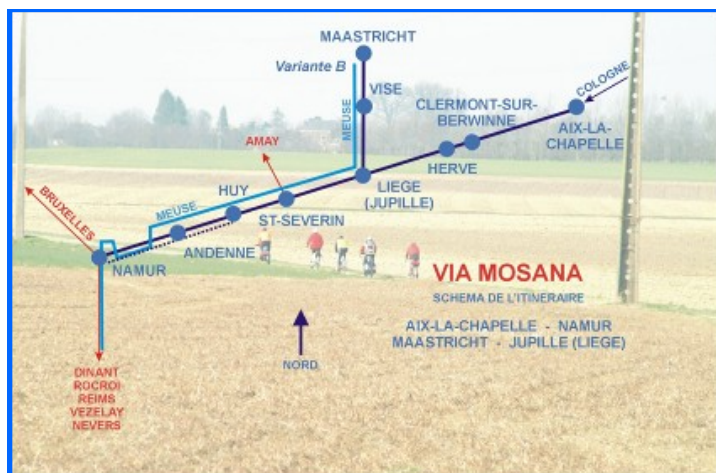 MAASTRICHT
Variante B
VISE
MEUSE
COLOGNE
CLERMONT-SUR-
BERWINNE
AIX-LA-
CHAPELLE
AMAY
HERVE
LIEGE
(JUPILLE)
HUY
MEUSE
ST-SEVERIN
BRUXELLES
ANDENNE
NAMUR
VIA MOSANA
SCHEMA DE L'ITINERAIRE
AIX-LA-CHAPELLE - NAMUR
MAASTRICHT - JUPILLE (LIEGE)
NORD
DINANT
ROCROI
REIMS
VEZELAY
NEVERS